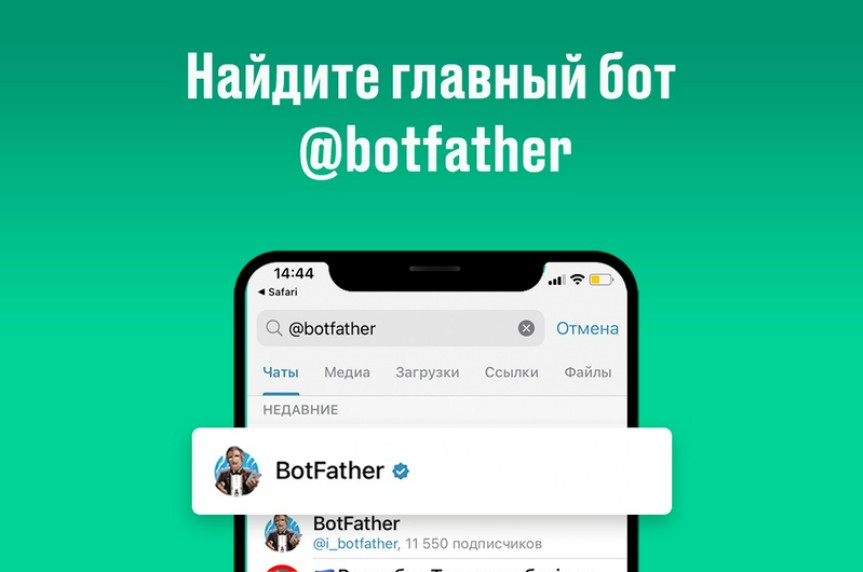 Найдите главный бот
@botfather
14:44
Safari
@botfather
Отмена
Чаты Медиа Загрузки Ссылки Файлы
НЕДАВНИЕ
BotFather
BotFather
@i_botfather, 11 550 подписчиков